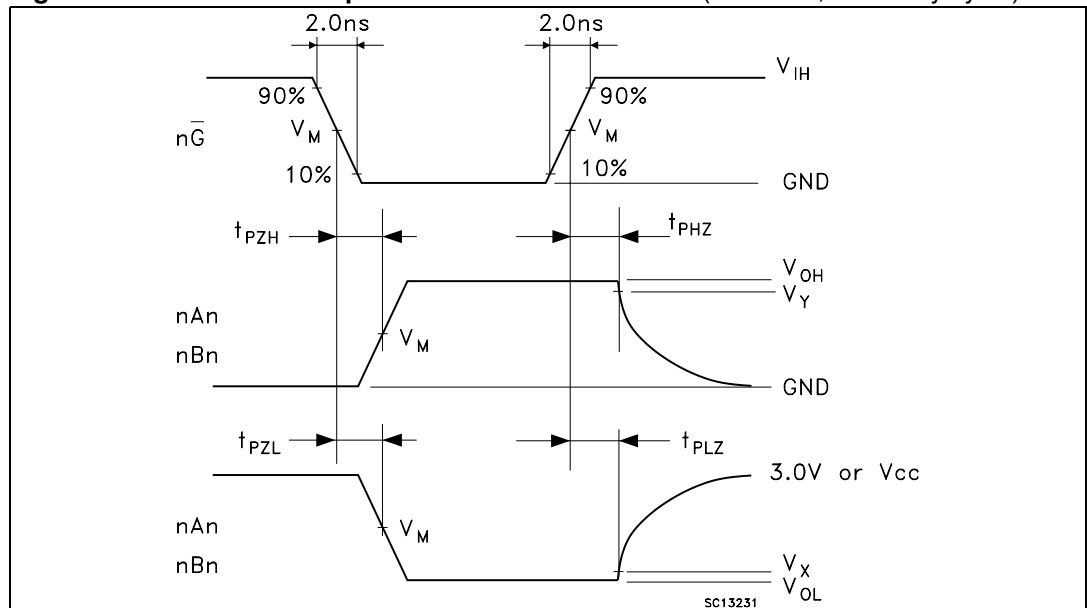 2.0ns 2.0ns
V_IH
90% 90%
nG̅ V_M V_M
10% 10%
GND
t_PZH t_PHZ
V_OH
V_Y
nAn
V_M
nBn
GND
t_PZL t_PLZ
3.0V or Vcc
nAn V_M
nBn V_X
V_OL
SC13231